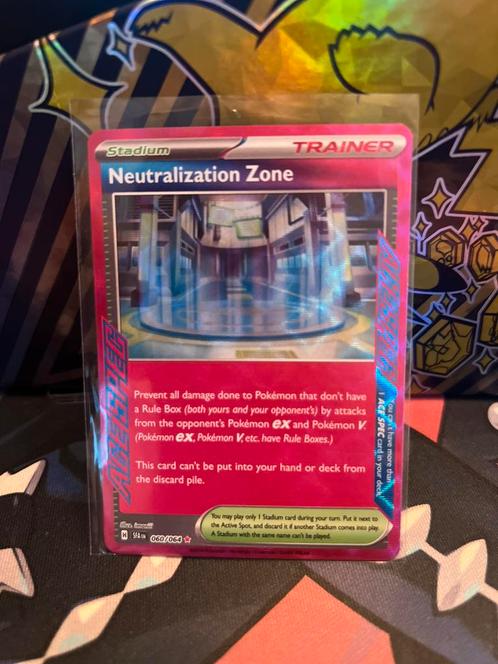 Stadium
TRAINER
Neutralization Zone
ACE SPEC
Prevent all damage done to Pokémon that don't have
a Rule Box (both yours and your opponent's) by attacks
from the opponent's Pokémon ex and Pokémon V.
(Pokémon ex, Pokémon V, etc. have Rule Boxes.)
This card can't be put into your hand or deck from
the discard pile.
ACE SPEC
You can't have more than
1 ACE SPEC card in your deck.
You may play only 1 Stadium card during your turn. Put it next to
the Active Spot, and discard it if another Stadium comes into play.
A Stadium with the same name can't be played.
H SFA EN 060/064